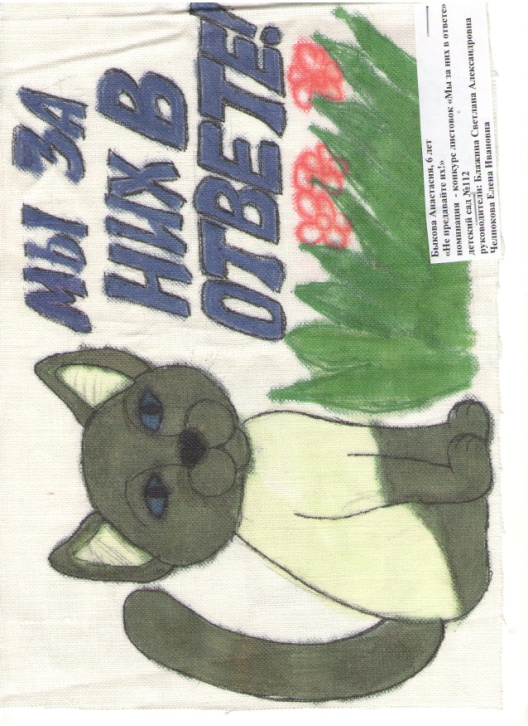 МЫ ЗА
НИХ В
ОТВЕТЕ!
Быкова Анастасия, 6 лет
«Не предавайте их!»
номинация - конкурс листовок «Мы за них в ответе»
детский сад №112
руководители: Блажина Светлана Александровна
Челнокова Елена Ивановна